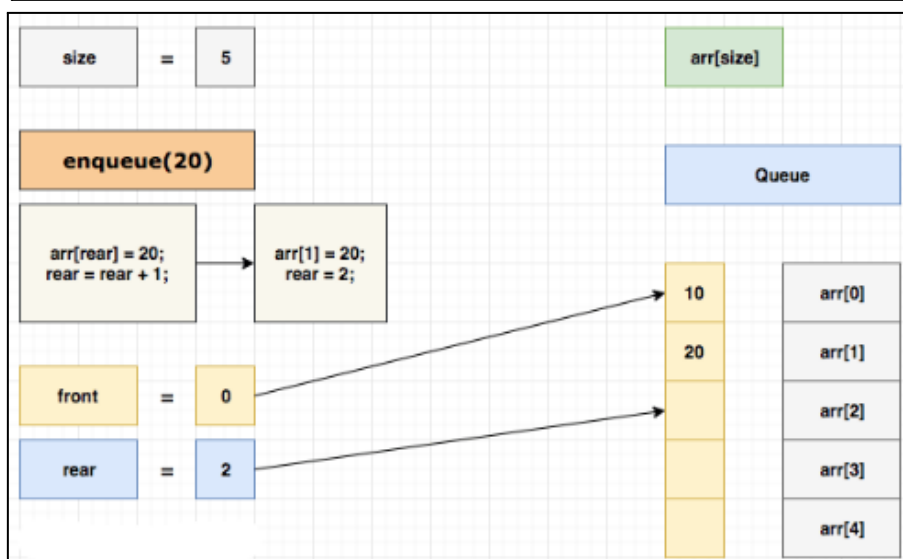 size = 5 arr[size]
enqueue(20) Queue
arr[rear] = 20;
rear = rear + 1;
arr[1] = 20;
rear = 2;
10 arr[0]
20 arr[1]
front = 0 arr[2]
rear = 2 arr[3]
arr[4]